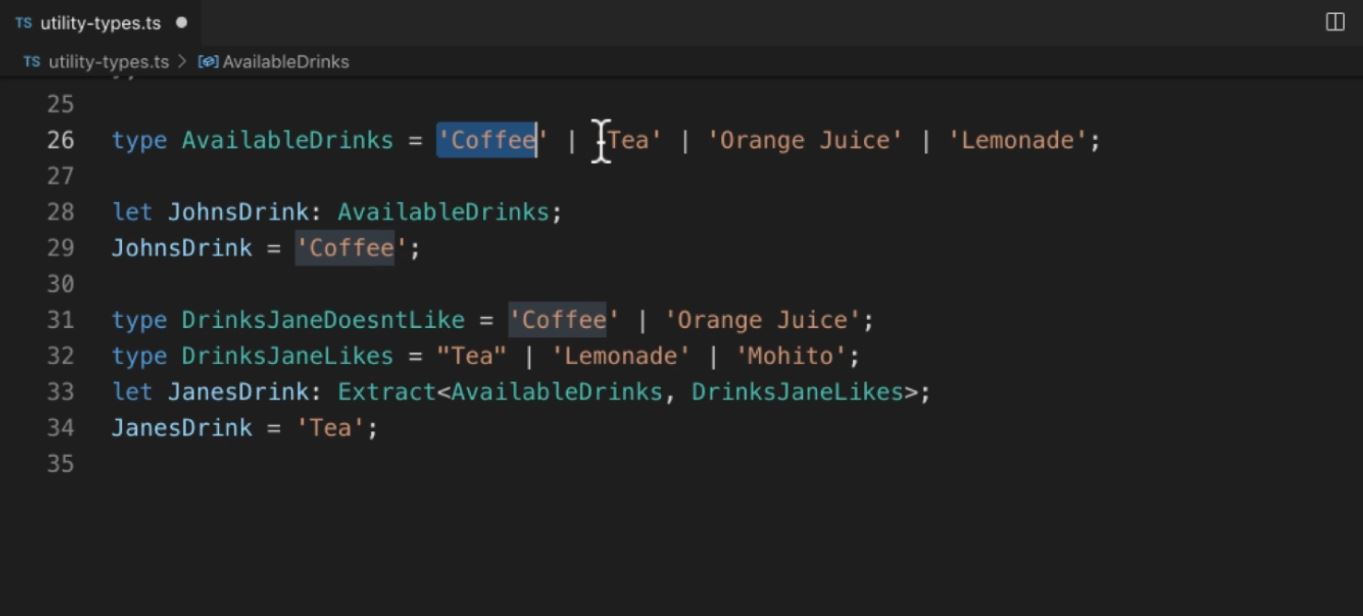 TS utility-types.ts
TS utility-types.ts > AvailableDrinks
25
26 type AvailableDrinks = 'Coffee' | 'Tea' | 'Orange Juice' | 'Lemonade';
27
28 let JohnsDrink: AvailableDrinks;
29 JohnsDrink = 'Coffee';
30
31 type DrinksJaneDoesntLike = 'Coffee' | 'Orange Juice';
32 type DrinksJaneLikes = "Tea" | 'Lemonade' | 'Mohito';
33 let JanesDrink: Extract<AvailableDrinks, DrinksJaneLikes>;
34 JanesDrink = 'Tea';
35